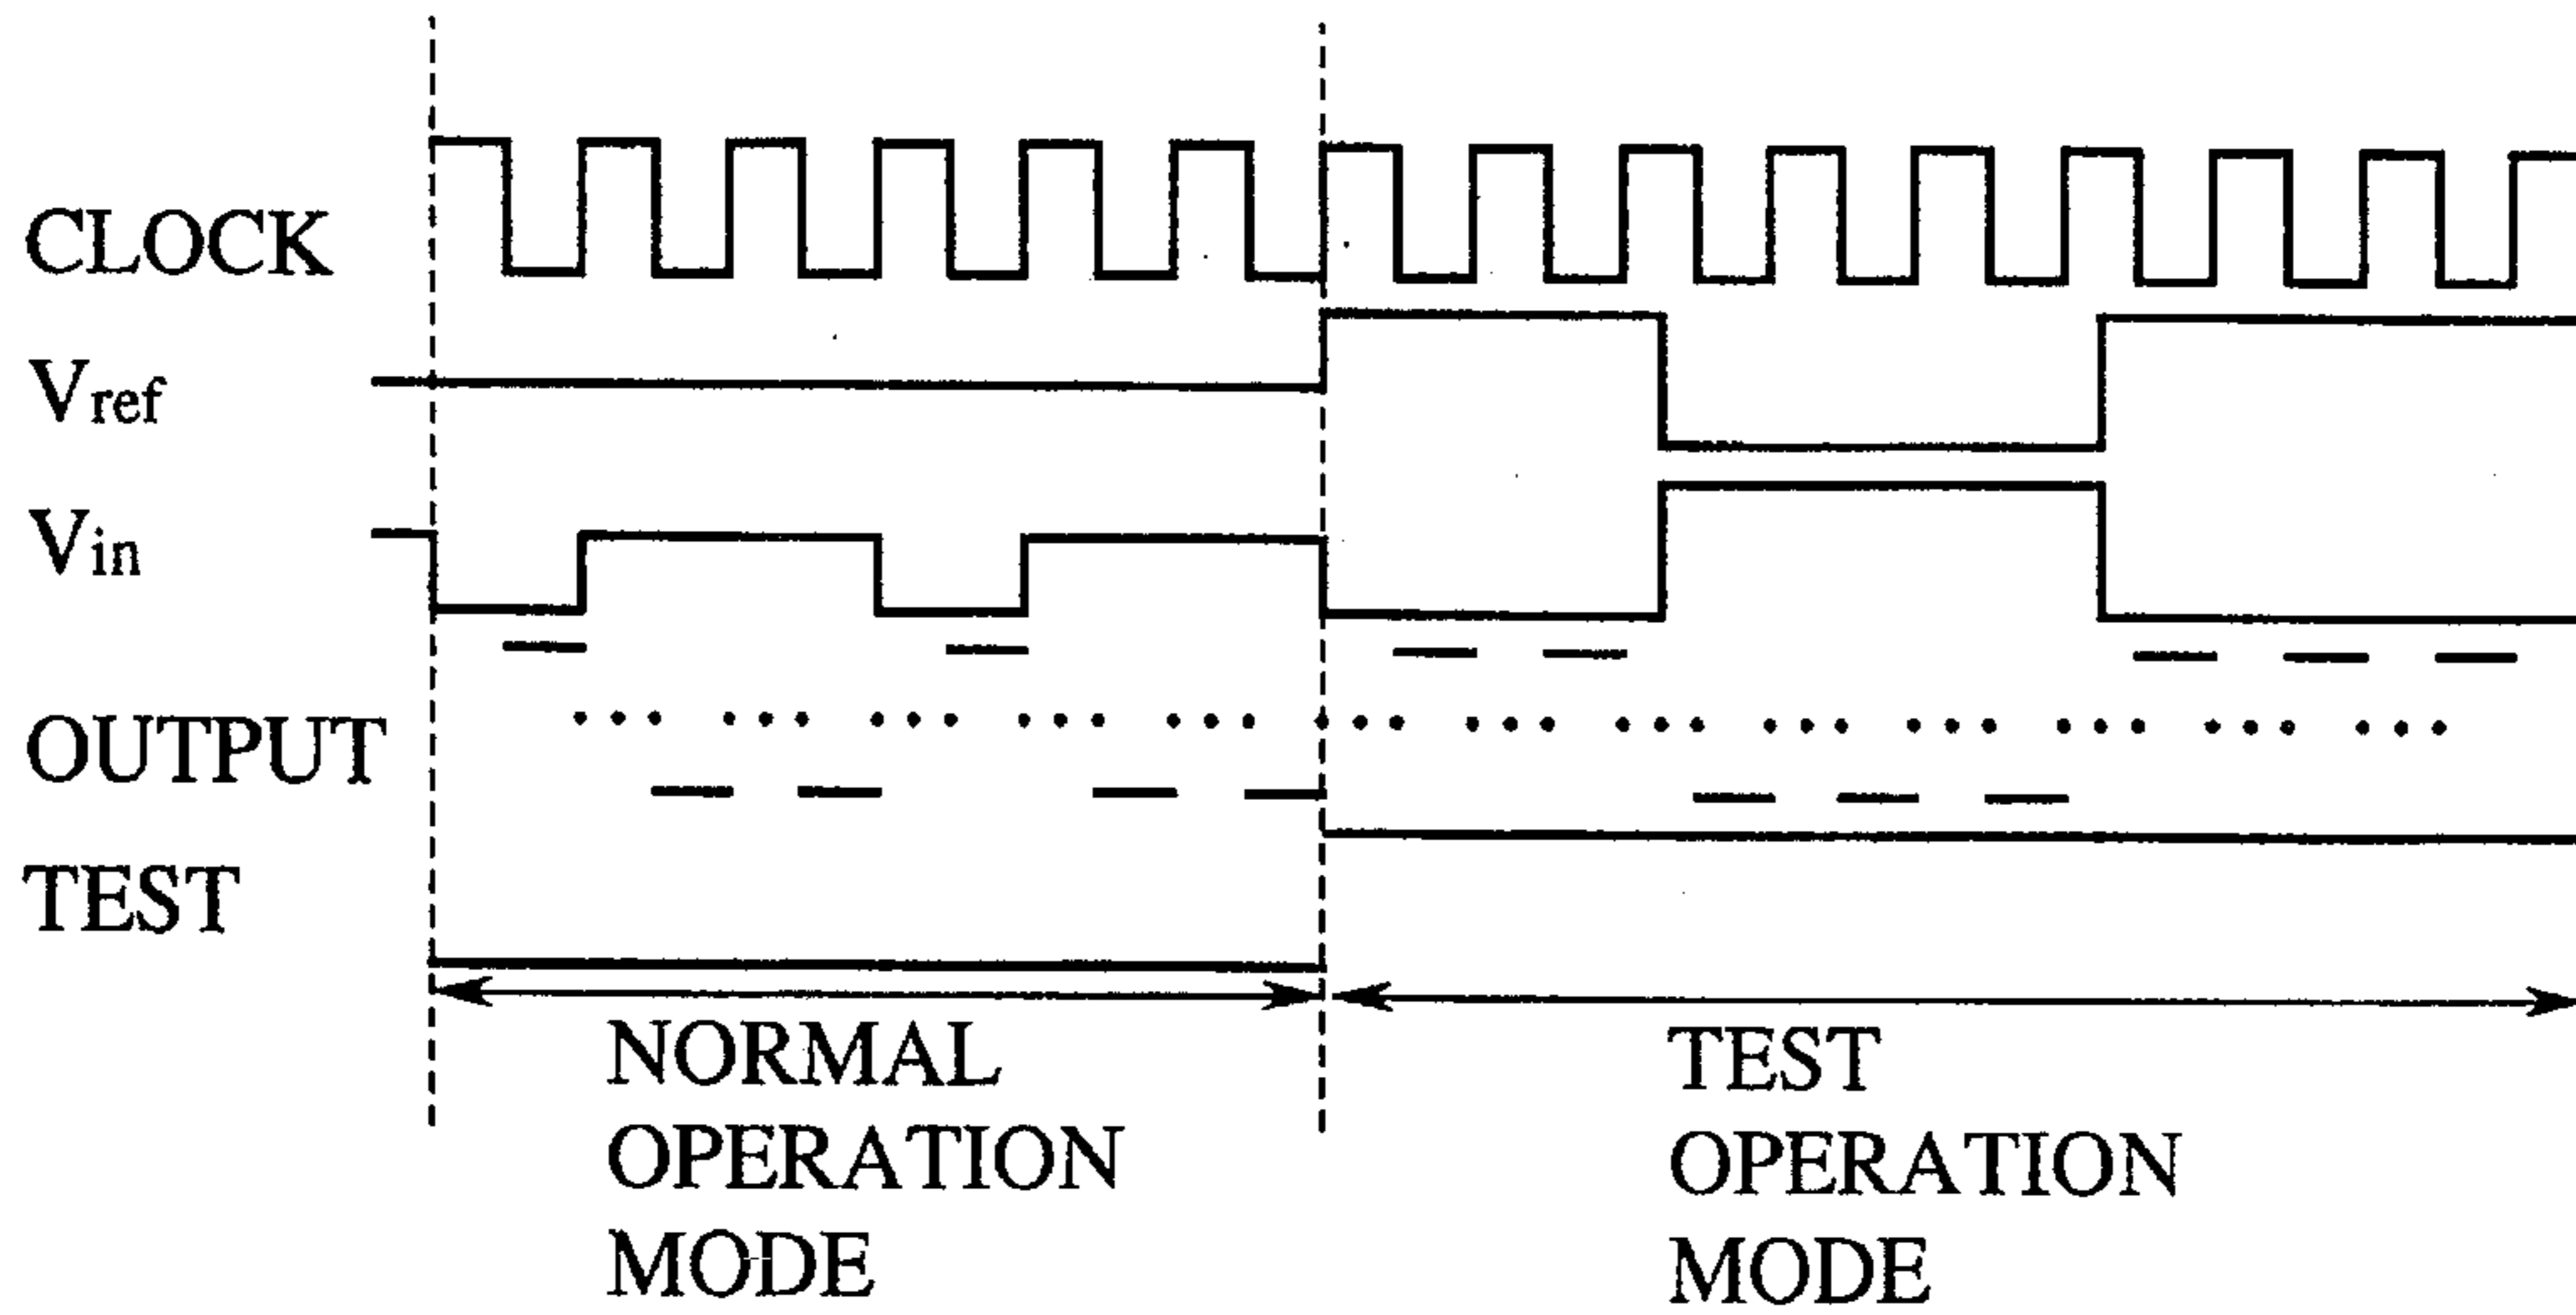 CLOCK
Vref
Vin
OUTPUT
TEST
NORMAL
OPERATION
MODE
TEST
OPERATION
MODE